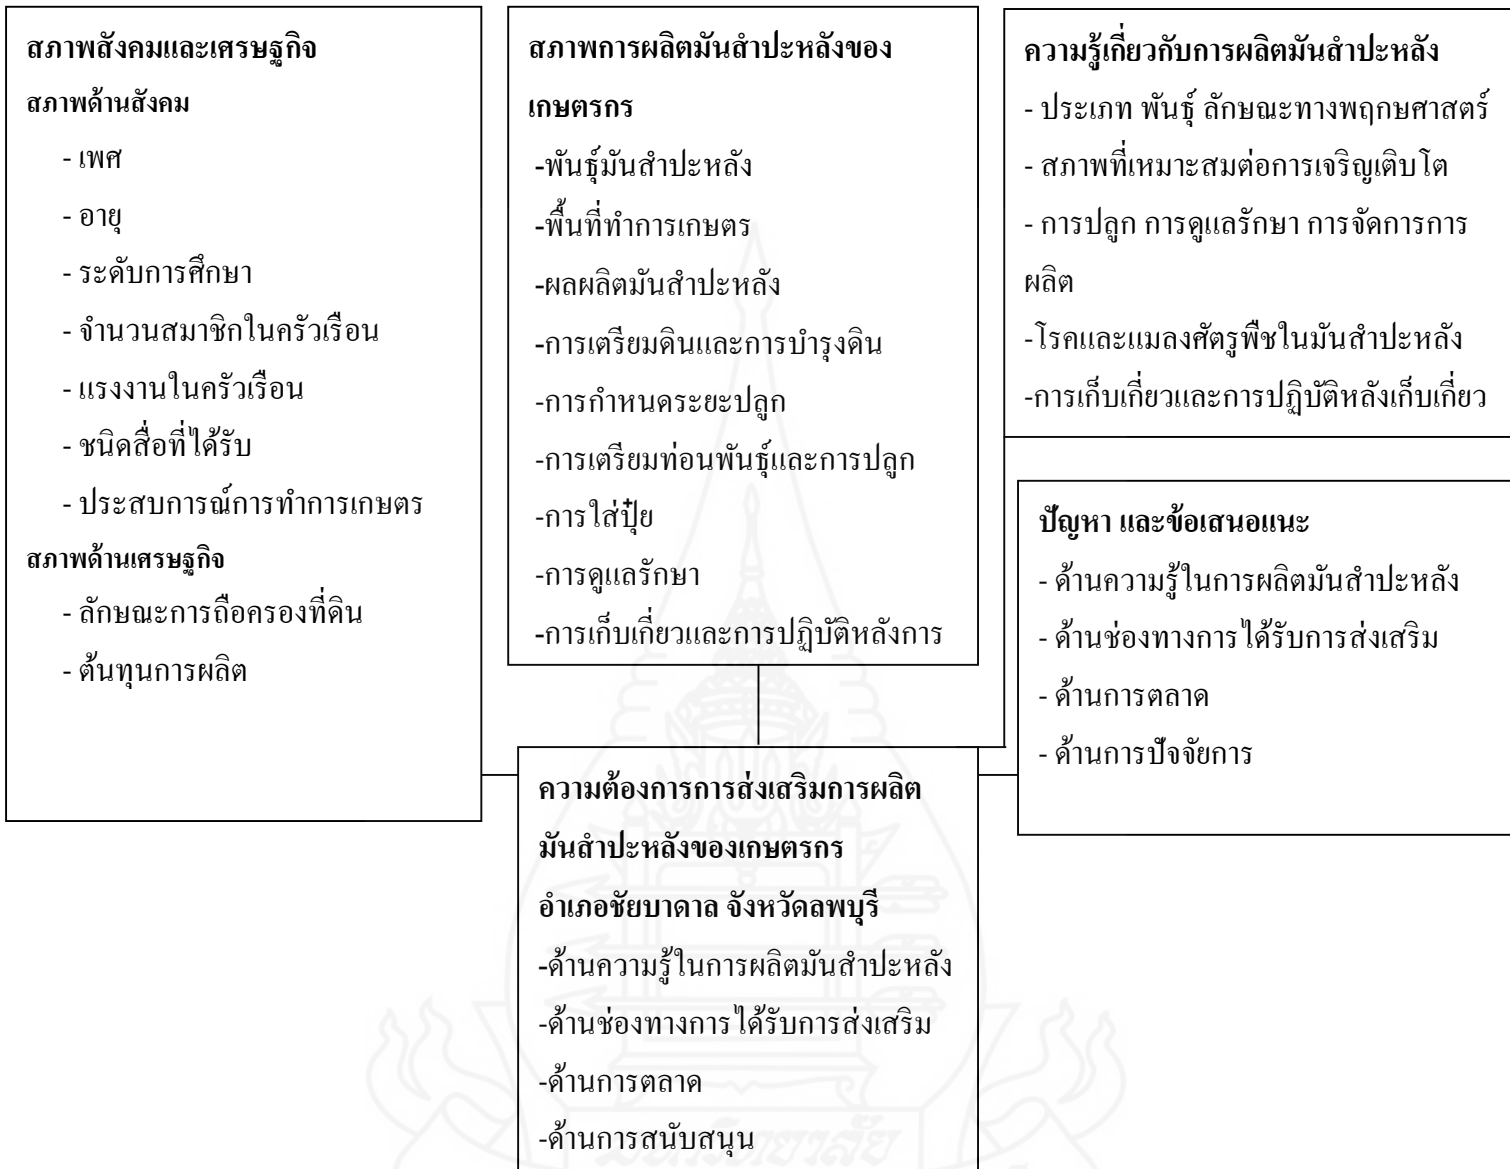 สภาพสังคมและเศรษฐกิจ
สภาพด้านสังคม
- เพศ
- อายุ
- ระดับการศึกษา
- จำนวนสมาชิกในครัวเรือน
- แรงงานในครัวเรือน
- ชนิดสื่อที่ได้รับ
- ประสบการณ์การทำการเกษตร
สภาพด้านเศรษฐกิจ
- ลักษณะการถือครองที่ดิน
- ต้นทุนการผลิต
สภาพการผลิตมันสำปะหลังของ
เกษตรกร
-พันธุ์มันสำปะหลัง
-พื้นที่ทำการเกษตร
-ผลผลิตมันสำปะหลัง
-การเตรียมดินและการบำรุงดิน
-การกำหนดระยะปลูก
-การเตรียมท่อนพันธุ์และการปลูก
-การใส่ปุ๋ย
-การดูแลรักษา
-การเก็บเกี่ยวและการปฏิบัติหลังการ
ความรู้เกี่ยวกับการผลิตมันสำปะหลัง
- ประเภท พันธุ์ ลักษณะทางพฤกษศาสตร์
- สภาพที่เหมาะสมต่อการเจริญเติบโต
- การปลูก การดูแลรักษา การจัดการการ
ผลิต
-โรคและแมลงศัตรูพืชในมันสำปะหลัง
-การเก็บเกี่ยวและการปฏิบัติหลังเก็บเกี่ยว
ปัญหา และข้อเสนอแนะ
- ด้านความรู้ในการผลิตมันสำปะหลัง
- ด้านช่องทางการได้รับการส่งเสริม
- ด้านการตลาด
- ด้านการปัจจัยการ
ความต้องการการส่งเสริมการผลิต
มันสำปะหลังของเกษตรกร
อำเภอชัยบาดาล จังหวัดลพบุรี
-ด้านความรู้ในการผลิตมันสำปะหลัง
-ด้านช่องทางการได้รับการส่งเสริม
-ด้านการตลาด
-ด้านการสนับสนุน